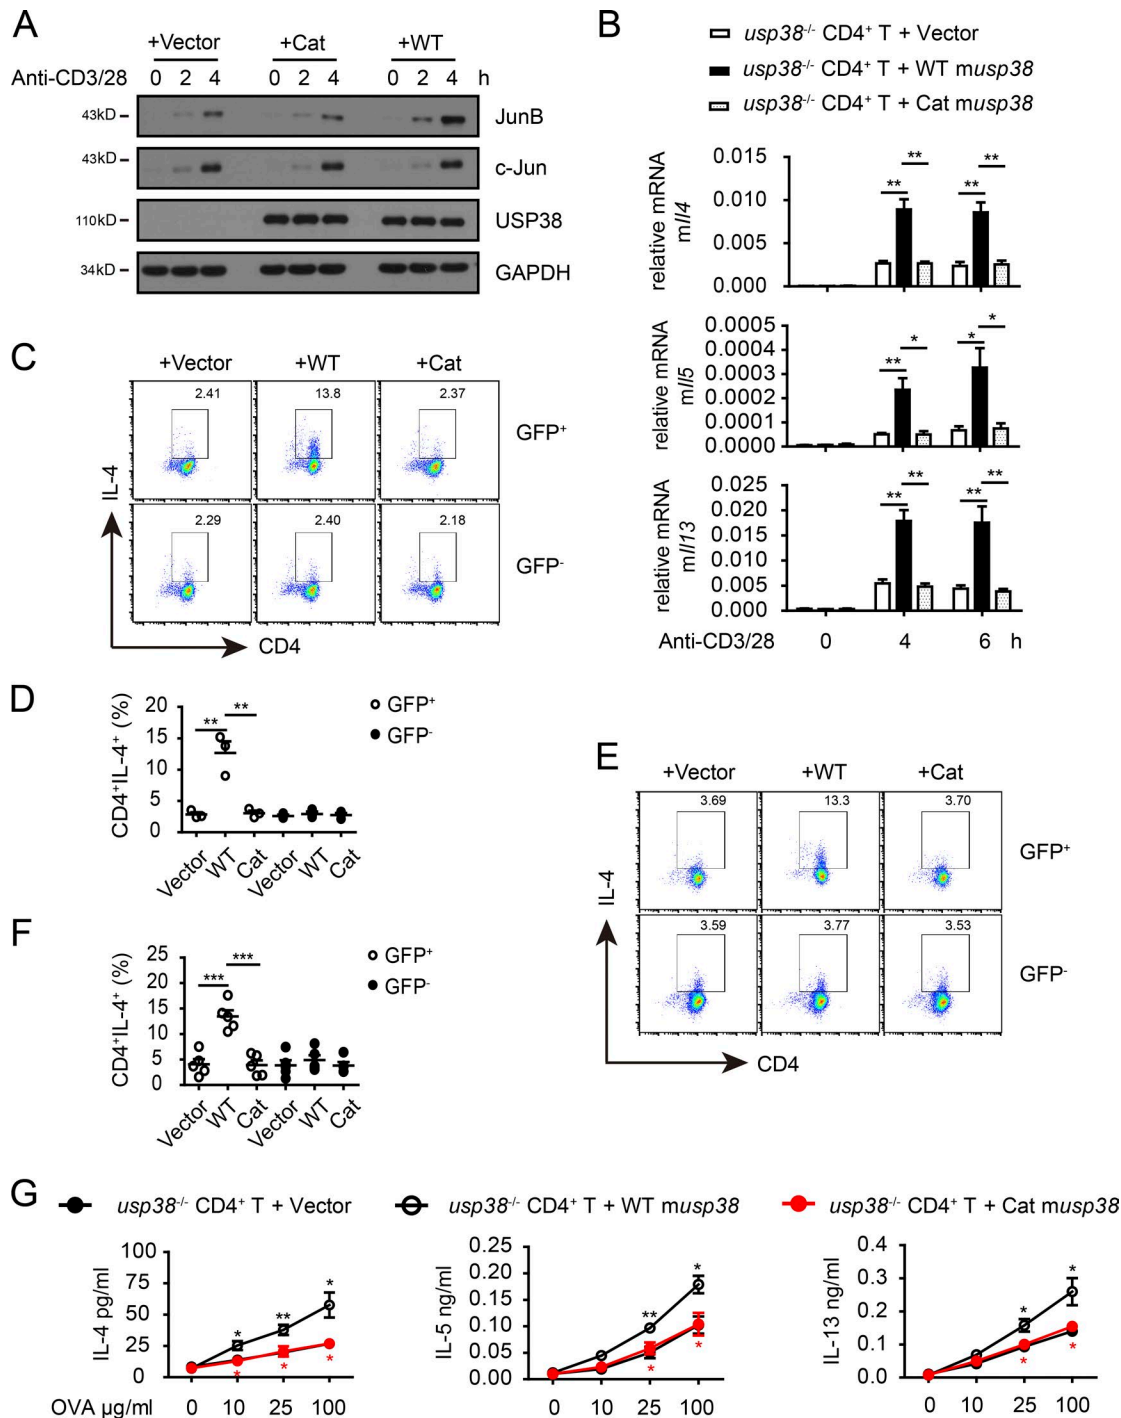 A
+Vector +Cat +WT
Anti-CD3/28 0 2 4 0 2 4 0 2 4 h
43kD JunB
43kD c-Jun
110kD USP38
34kD GAPDH
B
usp38-/- CD4+ T + Vector
usp38-/- CD4+ T + WT musp38
usp38-/- CD4+ T + Cat musp38
relative mRNA
mIl4
0.015
0.010
0.005
0.000
** ** ** **
relative mRNA
mIl5
0.0005
0.0004
0.0003
0.0002
0.0001
0.0000
** * * *
relative mRNA
mIl13
0.025
0.020
0.015
0.010
0.005
0.000
** ** ** **
Anti-CD3/28 0 4 6 h
C
+Vector +WT +Cat
2.41 13.8 2.37
GFP+
2.29 2.40 2.18
GFP-
IL-4
CD4
D
CD4+IL-4+ (%)
20
15
10
5
0
** **
GFP+
GFP-
Vector WT Cat Vector WT Cat
E
+Vector +WT +Cat
3.69 13.3 3.70
GFP+
3.59 3.77 3.53
GFP-
IL-4
CD4
F
CD4+IL-4+ (%)
25
20
15
10
5
0
*** ***
GFP+
GFP-
Vector WT Cat Vector WT Cat
G
usp38-/- CD4+ T + Vector usp38-/- CD4+ T + WT musp38 usp38-/- CD4+ T + Cat musp38
IL-4 pg/ml
100
75
50
25
0
* ** *
* * *
IL-5 ng/ml
0.25
0.20
0.15
0.10
0.05
0.00
** *
* *
IL-13 ng/ml
0.4
0.3
0.2
0.1
0.0
* *
* *
OVA µg/ml 0 10 25 100 0 10 25 100 0 10 25 100